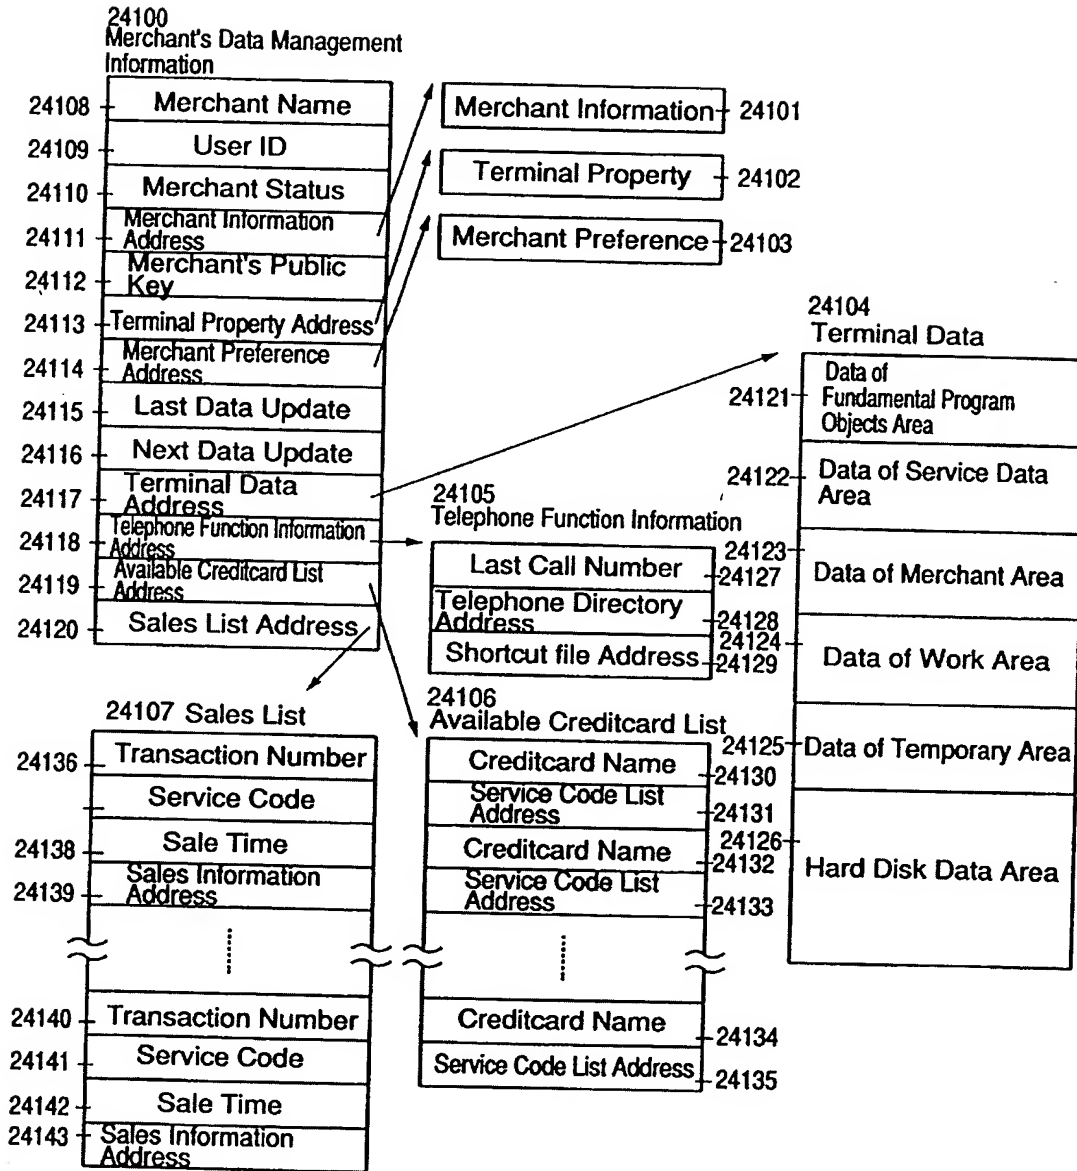 24100
Merchant's Data Management
Information
24108 Merchant Name
24109 User ID
24110 Merchant Status
24111 Merchant Information
Address
24112 Merchant's Public
Key
24113 Terminal Property Address
24114 Merchant Preference
Address
24115 Last Data Update
24116 Next Data Update
24117 Terminal Data
Address
24118 Telephone Function Information
Address
24119 Available Creditcard List
Address
24120 Sales List Address
Merchant Information 24101
Terminal Property 24102
Merchant Preference 24103
24104
Terminal Data
24121 Data of
Fundamental Program
Objects Area
24122 Data of Service Data
Area
24123 Data of Merchant Area
24124 Data of Work Area
24125 Data of Temporary Area
24126 Hard Disk Data Area
24105
Telephone Function Information
Last Call Number 24127
Telephone Directory
Address 24128
Shortcut file Address 24129
24107 Sales List
24136 Transaction Number
Service Code
24138 Sale Time
24139 Sales Information
Address
24140 Transaction Number
24141 Service Code
24142 Sale Time
24143 Sales Information
Address
24106
Available Creditcard List
Creditcard Name 24130
Service Code List
Address 24131
Creditcard Name 24132
Service Code List
Address 24133
Creditcard Name 24134
Service Code List Address 24135